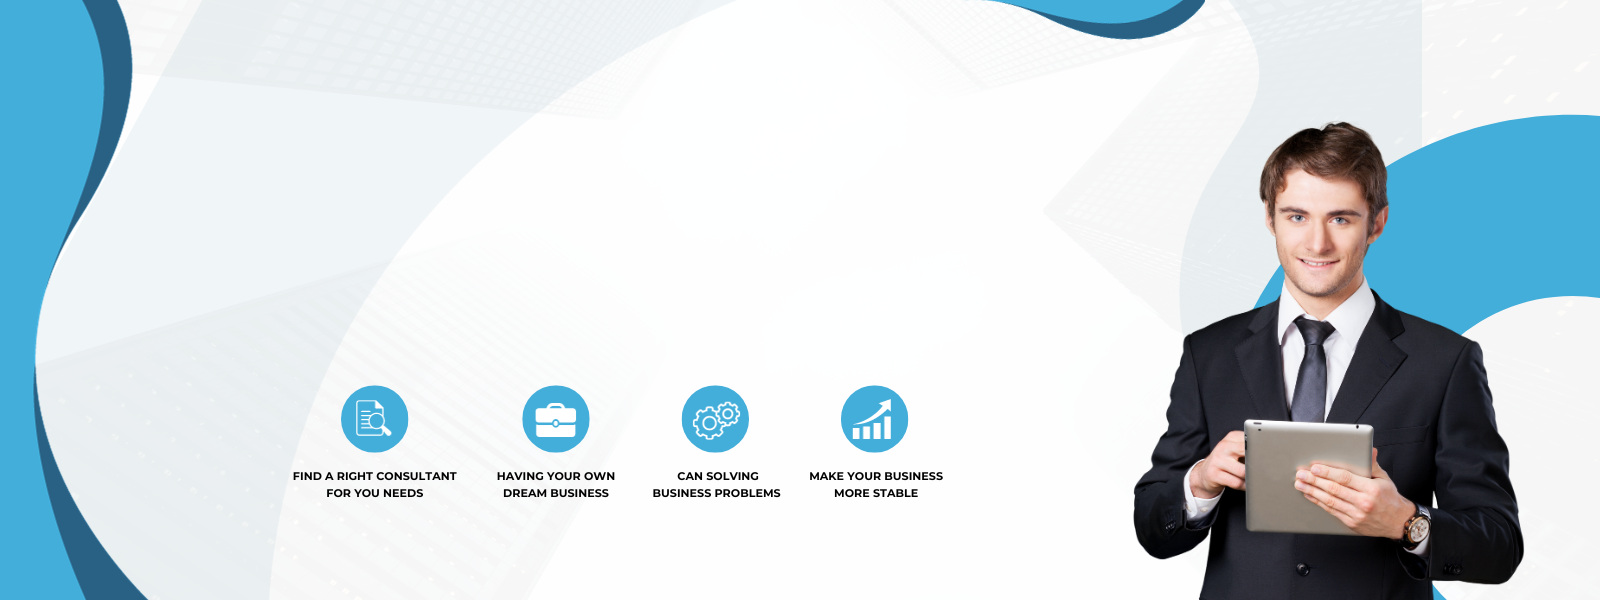 FIND A RIGHT CONSULTANT
FOR YOU NEEDS
HAVING YOUR OWN
DREAM BUSINESS
CAN SOLVING
BUSINESS PROBLEMS
MAKE YOUR BUSINESS
MORE STABLE